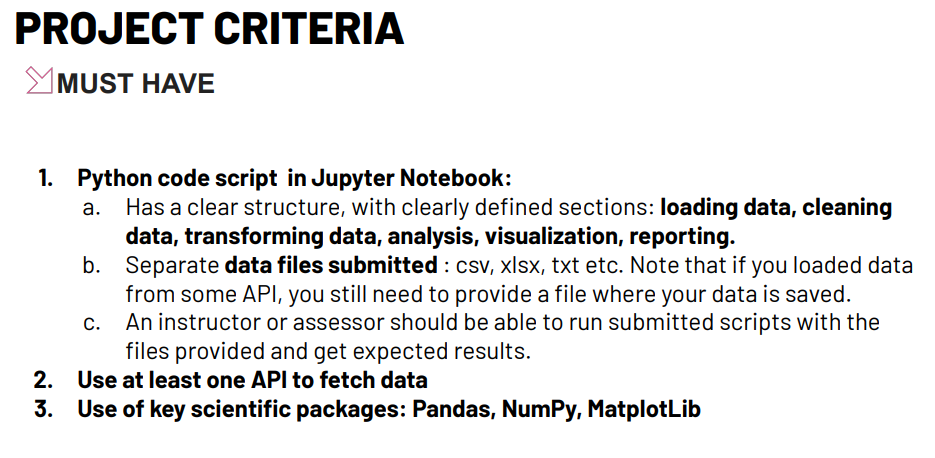 PROJECT CRITERIA
MUST HAVE
1. Python code script in Jupyter Notebook:
a. Has a clear structure, with clearly defined sections: loading data, cleaning
data, transforming data, analysis, visualization, reporting.
b. Separate data files submitted : csv, xlsx, txt etc. Note that if you loaded data
from some API, you still need to provide a file where your data is saved.
c. An instructor or assessor should be able to run submitted scripts with the
files provided and get expected results.
2. Use at least one API to fetch data
3. Use of key scientific packages: Pandas, NumPy, MatplotLib